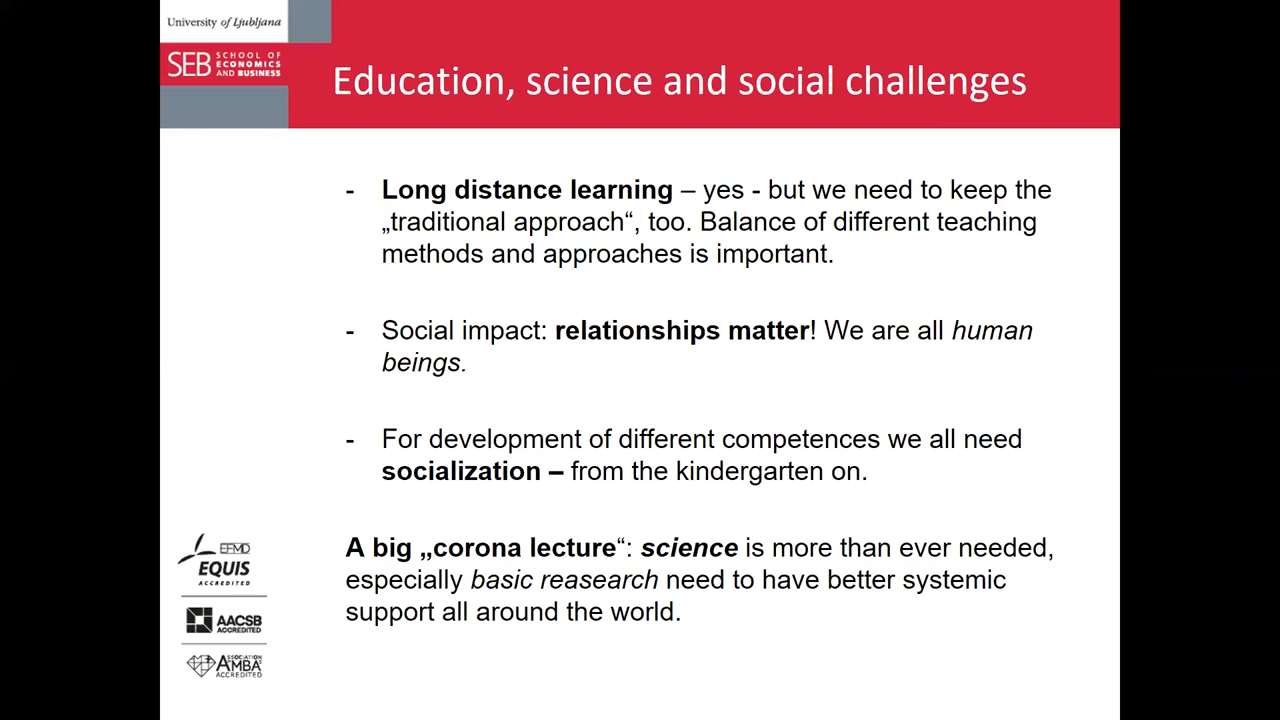 University of Ljubljana
SEB SCHOOL OF
ECONOMICS
AND BUSINESS
Education, science and social challenges
- Long distance learning – yes - but we need to keep the
„traditional approach“, too. Balance of different teaching
methods and approaches is important.
- Social impact: relationships matter! We are all human
beings.
- For development of different competences we all need
socialization – from the kindergarten on.
A big „corona lecture“: science is more than ever needed,
especially basic reasearch need to have better systemic
support all around the world.
EFMD
EQUIS
ACCREDITED
AACSB
ACCREDITED
ASSOCIATION
AMBA
ACCREDITED